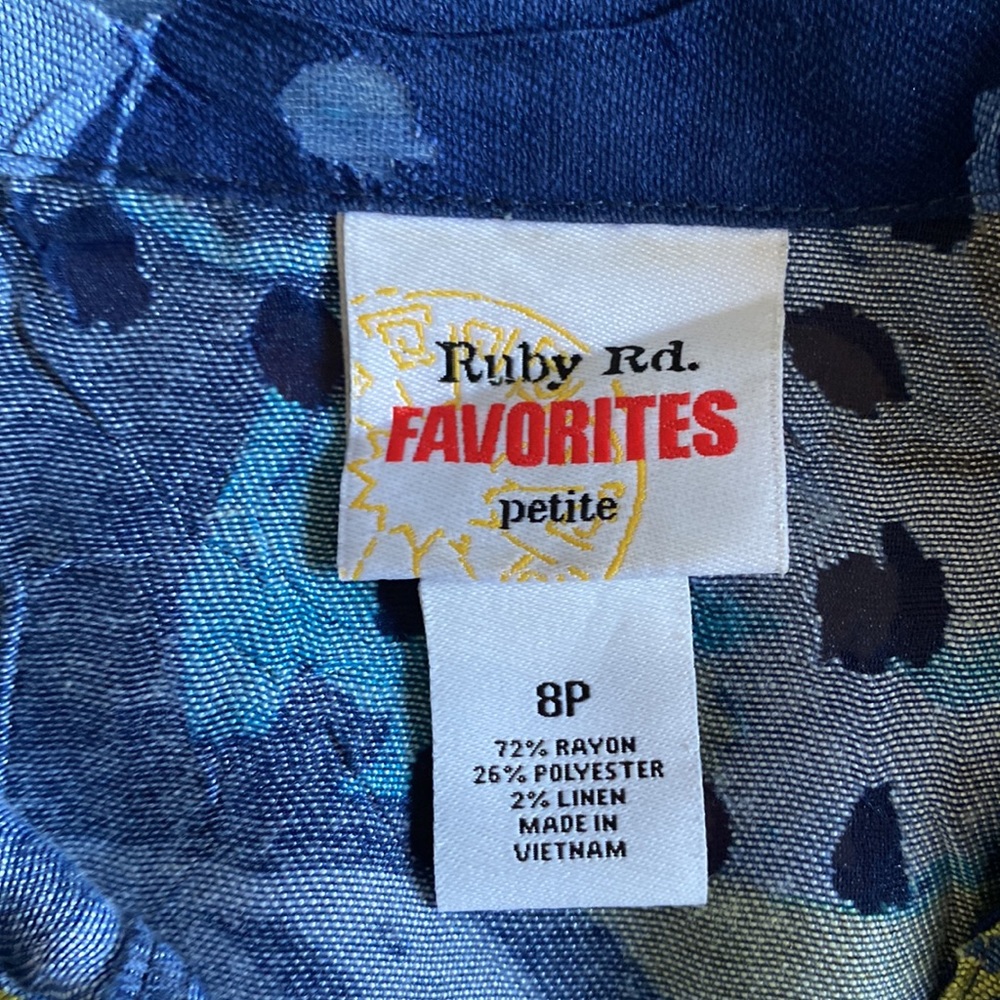 Ruby Rd.
FAVORITES
petite
8P
72% RAYON
26% POLYESTER
2% LINEN
MADE IN
VIETNAM